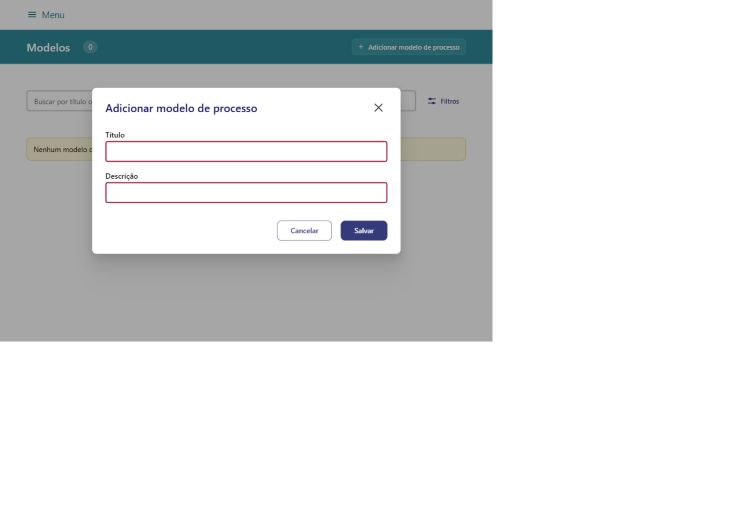 Menu
Modelos 0
+ Adicionar modelo de processo
Buscar por título o
Filtros
Nenhum modelo
Adicionar modelo de processo
Título
Descrição
Cancelar
Salvar